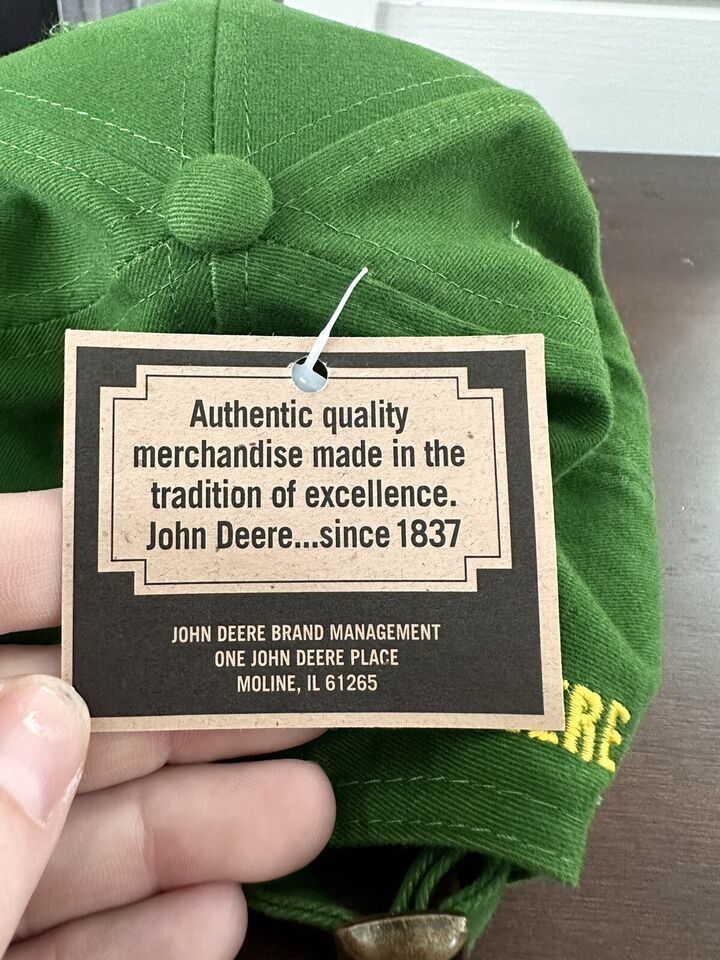 Authentic quality
merchandise made in the
tradition of excellence.
John Deere...since 1837
JOHN DEERE BRAND MANAGEMENT
ONE JOHN DEERE PLACE
MOLINE, IL 61265
ERE